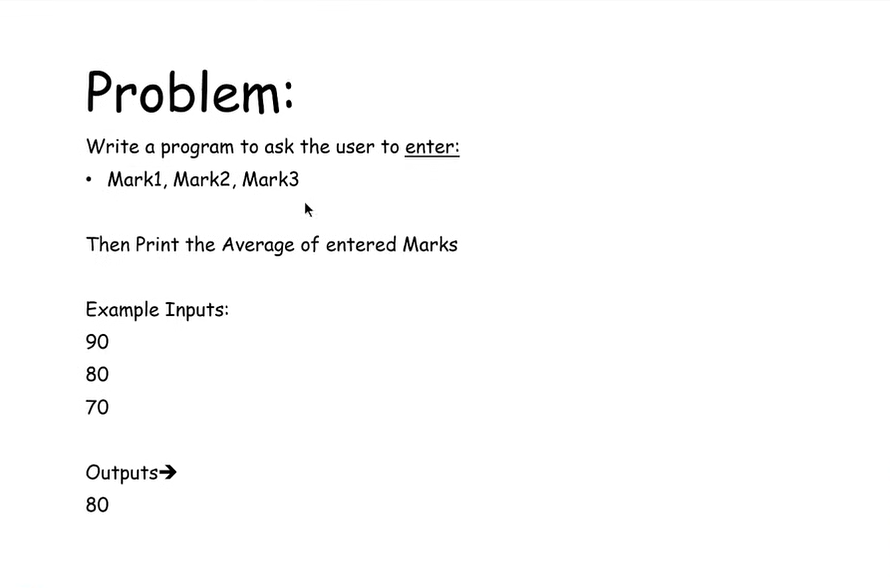 Problem:
Write a program to ask the user to enter:
• Mark1, Mark2, Mark3
Then Print the Average of entered Marks
Example Inputs:
90
80
70
Outputs➔
80